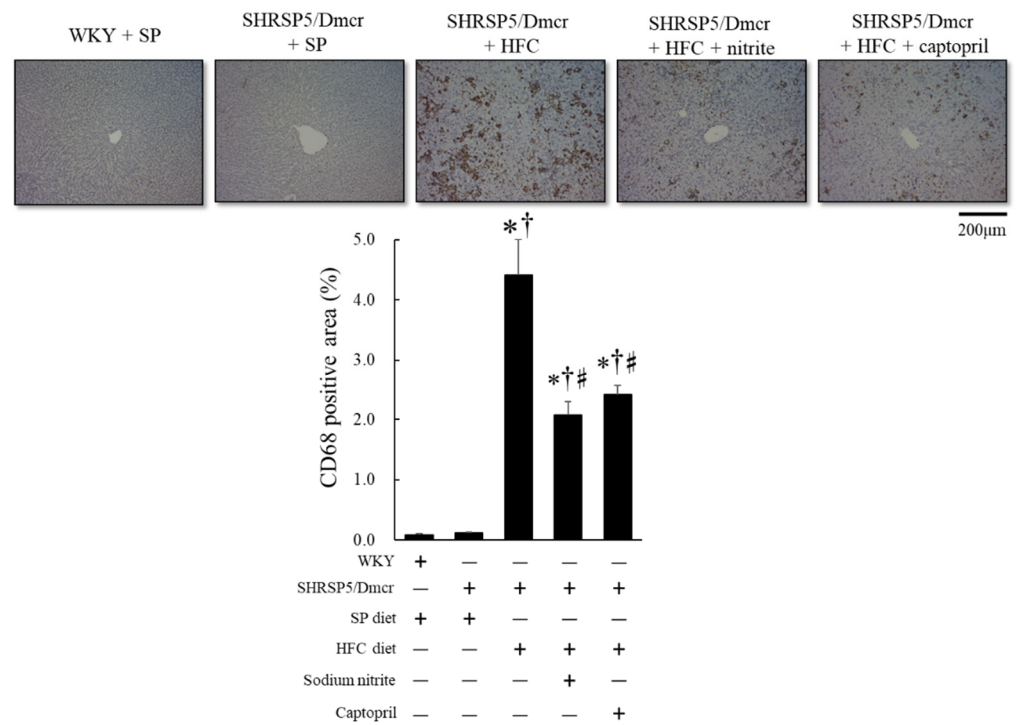 WKY + SP
SHRSP5/Dmcr
+ SP
SHRSP5/Dmcr
+ HFC
SHRSP5/Dmcr
+ HFC + nitrite
SHRSP5/Dmcr
+ HFC + captopril
200μm
CD68 positive area (%)
5.0
4.0
3.0
2.0
1.0
0.0
*†
*†#
*†#
WKY + — — — —
SHRSP5/Dmcr — + + + +
SP diet + + — — —
HFC diet — — + + +
Sodium nitrite — — — + —
Captopril — — — — +